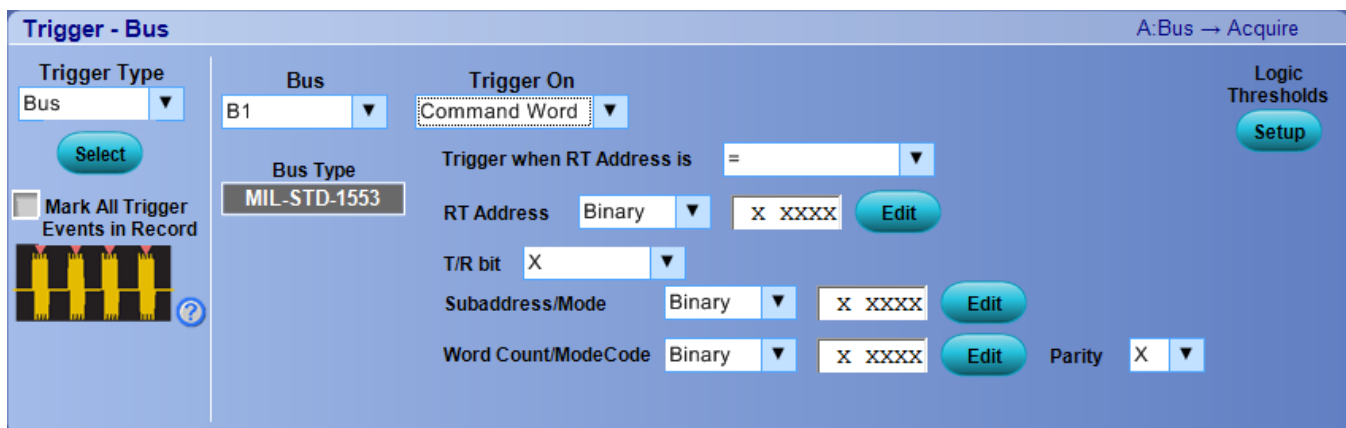 Trigger - Bus
A:Bus → Acquire
Trigger Type
Bus
Select
Mark All Trigger
Events in Record
?
Bus
B1
Bus Type
MIL-STD-1553
Trigger On
Command Word
Trigger when RT Address is =
RT Address Binary X XXXX Edit
T/R bit X
Subaddress/Mode Binary X XXXX Edit
Word Count/ModeCode Binary X XXXX Edit Parity X
Logic
Thresholds
Setup